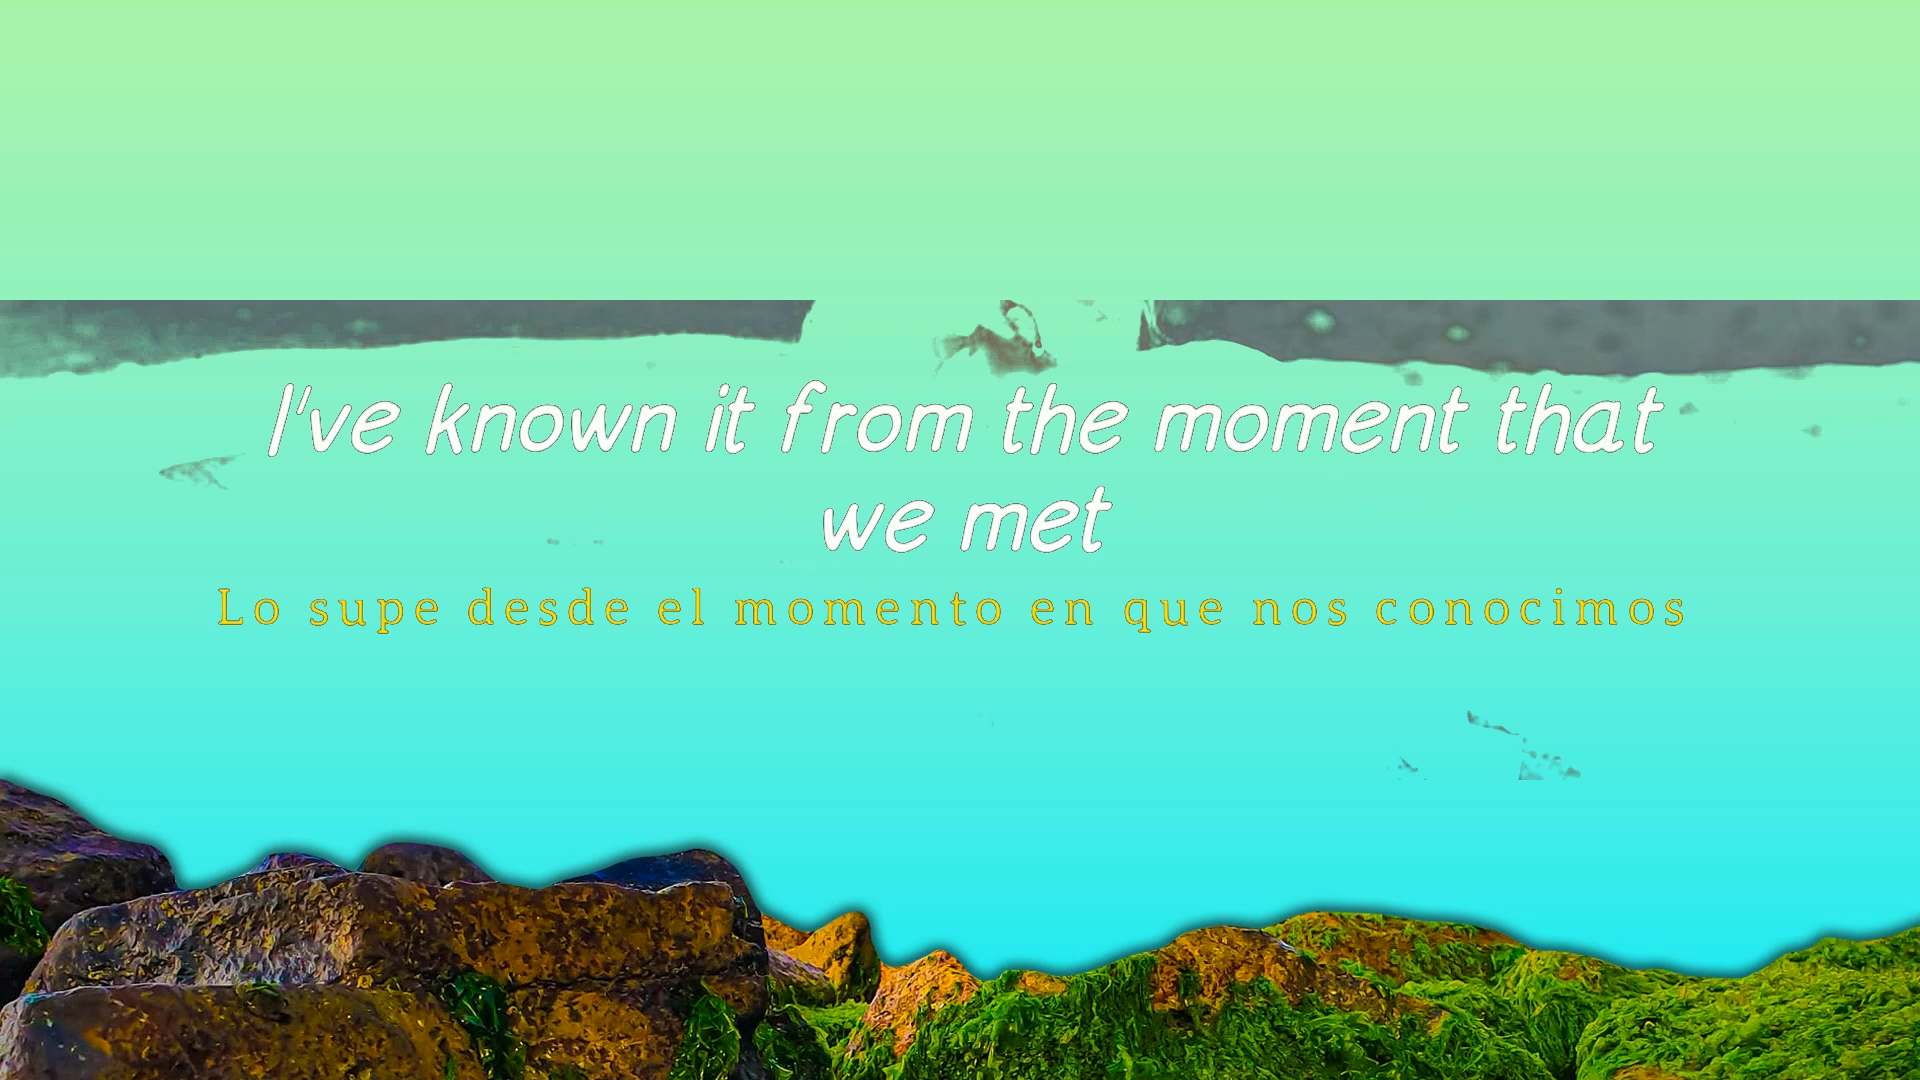 I've known it from the moment that
we met
Lo supe desde el momento en que nos conocimos